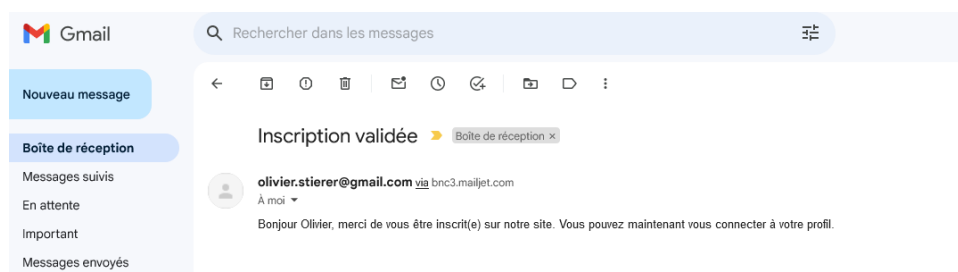 Gmail
Rechercher dans les messages
Nouveau message
Boîte de réception
Messages suivis
En attente
Important
Messages envoyés
Inscription validée Boîte de réception ×
olivier.stierer@gmail.com via bnc3.mailjet.com
À moi
Bonjour Olivier, merci de vous être inscrit(e) sur notre site. Vous pouvez maintenant vous connecter à votre profil.